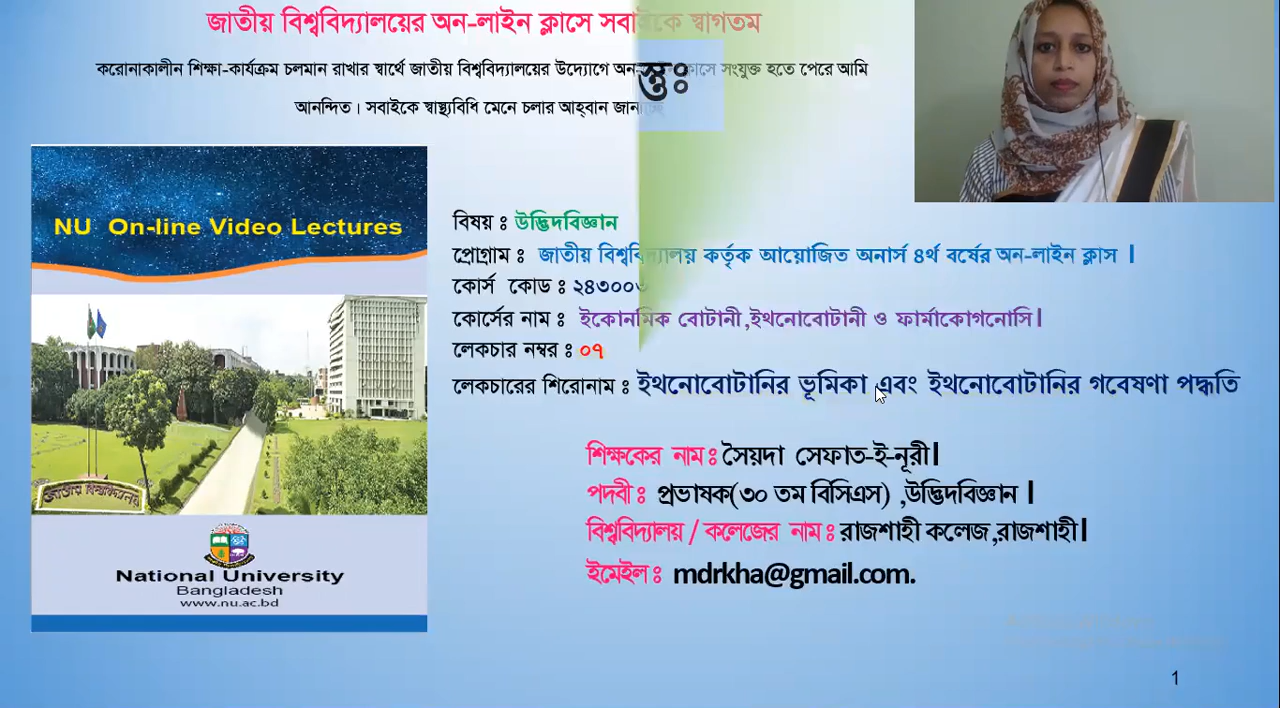 জাতীয় বিশ্ববিদ্যালয়ের অন-লাইন ক্লাসে সবাইকে স্বাগতম
করোনাকালীন শিক্ষা-কার্যক্রম চলমান রাখার স্বার্থে জাতীয় বিশ্ববিদ্যালয়ের উদ্যোগে ক্লাসে সংযুক্ত হতে পেরে আমি
আনন্দিত। সবাইকে স্বাস্থ্যবিধি মেনে চলার আহ্বান
NU On-line Video Lectures
বিষয় : উদ্ভিদবিজ্ঞান
প্রোগ্রাম : জাতীয় বিশ্ববিদ্যালয় কর্তৃক আয়োজিত অনার্স ৪র্থ বর্ষের অন-লাইন ক্লাস ।
কোর্স কোড : ২৪৩০০
কোর্সের নাম : ইকোনমিক বোটানী,ইথনোবোটানী ও ফার্মাকোগনোসি।
লেকচার নম্বর : ০৭
লেকচারের শিরোনাম : ইথনোবোটানির ভূমিকা এবং ইথনোবোটানির গবেষণা পদ্ধতি
শিক্ষকের নাম : সৈয়দা সেফাত-ই-নূরী।
পদবী : প্রভাষক(৩০ তম বিসিএস) ,উদ্ভিদবিজ্ঞান ।
বিশ্ববিদ্যালয় / কলেজের নাম : রাজশাহী কলেজ,রাজশাহী।
ইমেইল : mdrkha@gmail.com.
জাতীয় বিশ্ববিদ্যালয়
National University
Bangladesh
www.nu.ac.bd
1